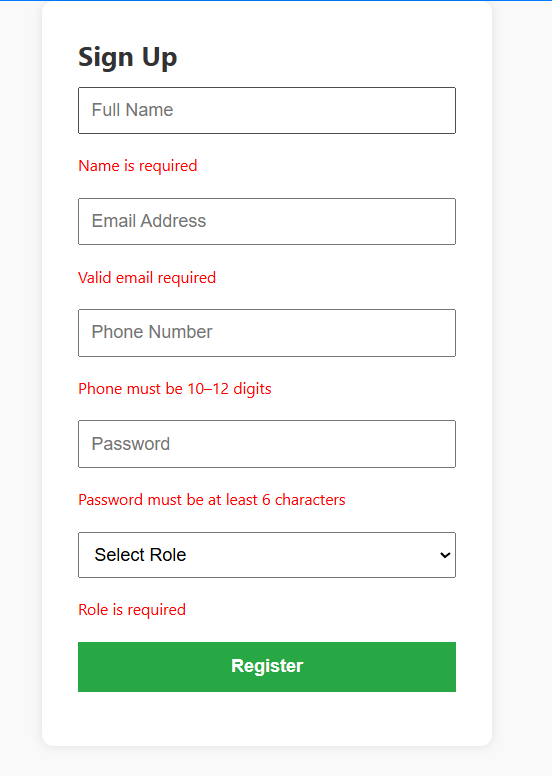 Sign Up
Full Name
Name is required
Email Address
Valid email required
Phone Number
Phone must be 10–12 digits
Password
Password must be at least 6 characters
Select Role
Role is required
Register